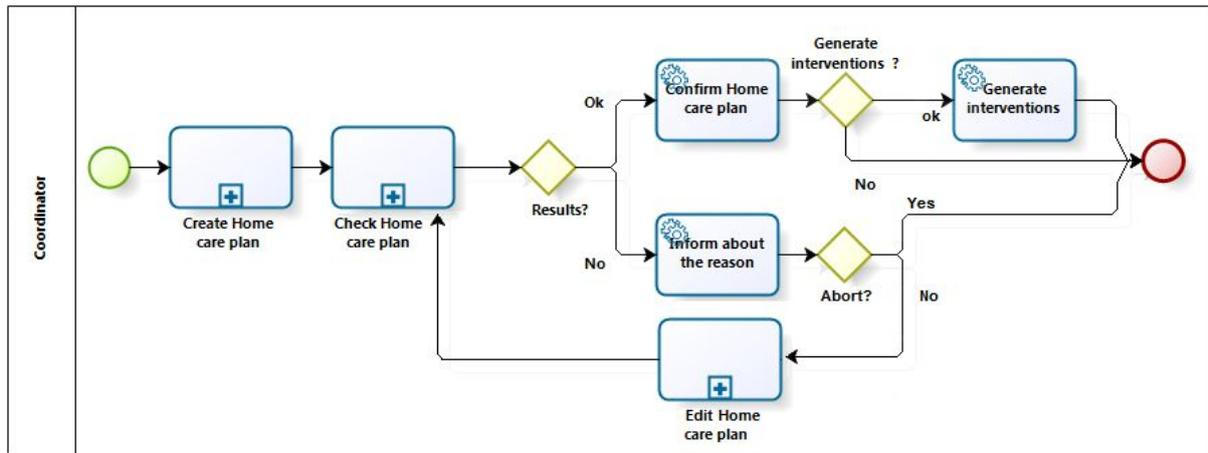 Coordinator
Create Home
care plan
Check Home
care plan
Results?
Ok
No
Confirm Home
care plan
Generate
interventions ?
ok
No
Generate
interventions
Inform about
the reason
Abort?
Yes
No
Edit Home
care plan